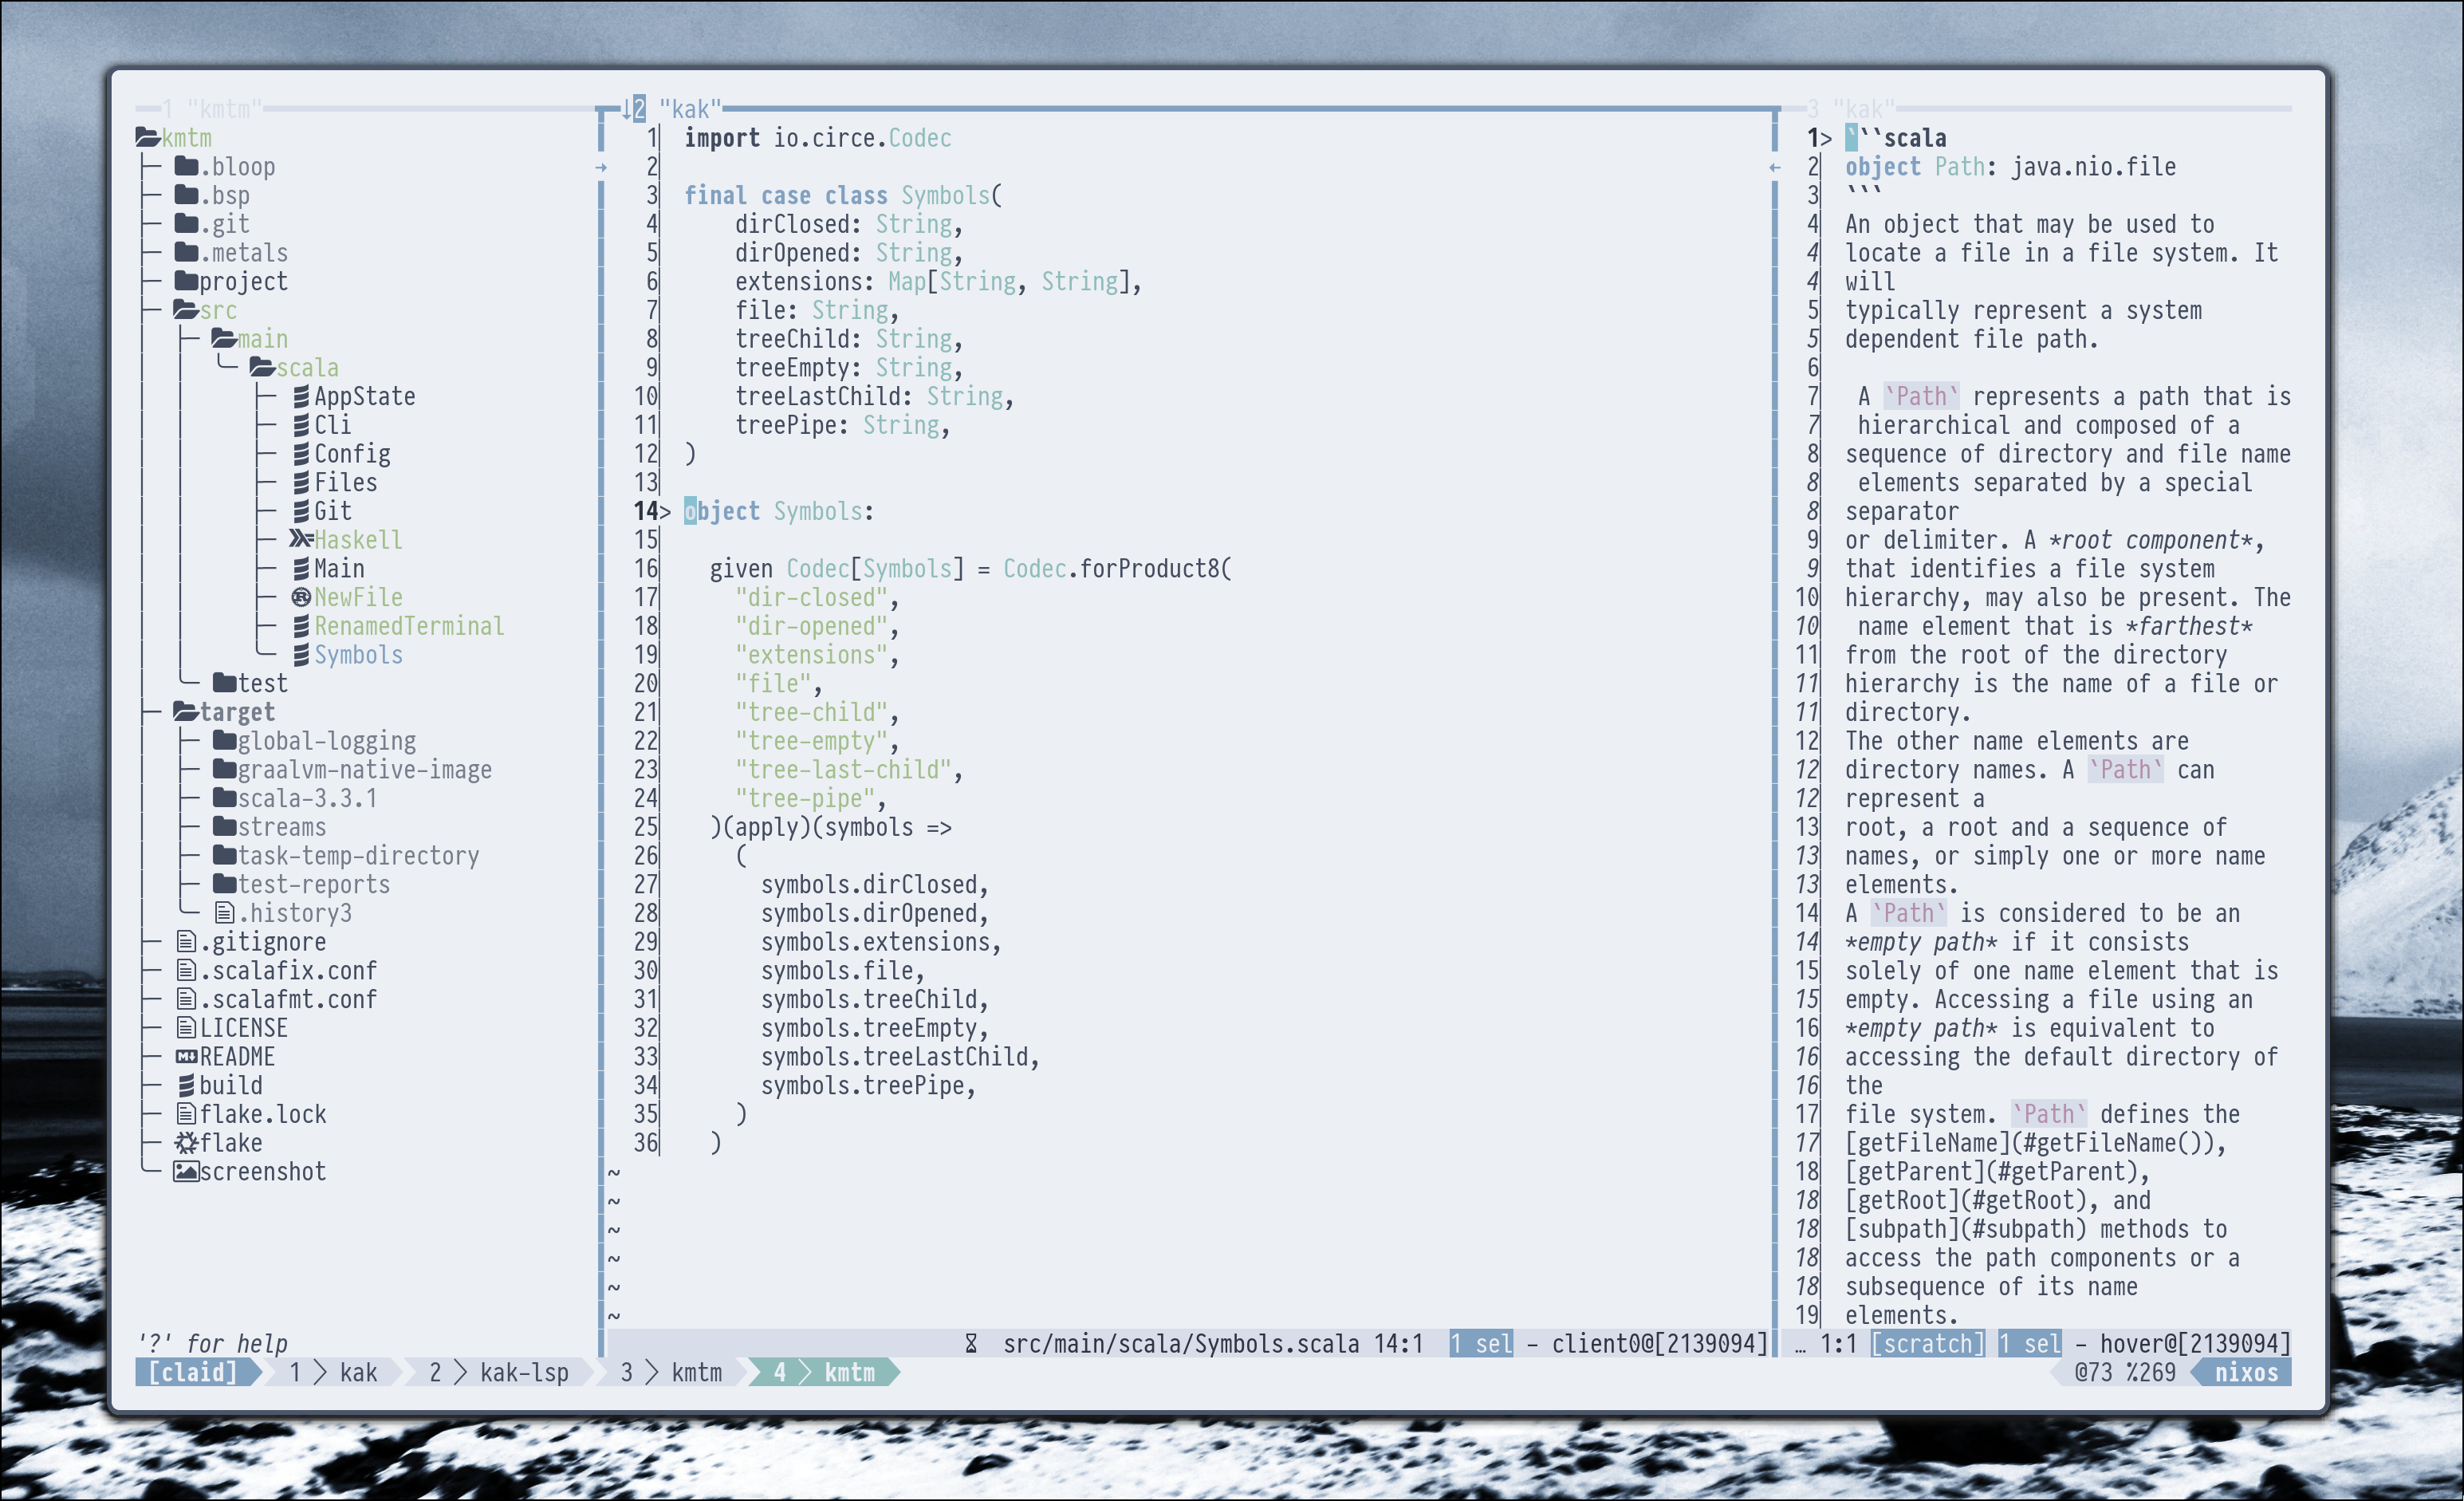 1 "kmtm"
kmtm
.bloop
.bsp
.git
.metals
project
src
main
scala
AppState
Cli
Config
Files
Git
Haskell
Main
NewFile
RenamedTerminal
Symbols
test
target
global-logging
graalvm-native-image
scala-3.3.1
streams
task-temp-directory
test-reports
.history3
.gitignore
.scalafix.conf
.scalafmt.conf
LICENSE
README
build
flake.lock
flake
screenshot
'?' for help
↓2 "kak"
1 import io.circe.Codec
2
3 final case class Symbols(
4     dirClosed: String,
5     dirOpened: String,
6     extensions: Map[String, String],
7     file: String,
8     treeChild: String,
9     treeEmpty: String,
10     treeLastChild: String,
11     treePipe: String,
12 )
13
14> object Symbols:
15
16   given Codec[Symbols] = Codec.forProduct8(
17     "dir-closed",
18     "dir-opened",
19     "extensions",
20     "file",
21     "tree-child",
22     "tree-empty",
23     "tree-last-child",
24     "tree-pipe",
25   )(apply)(symbols =>
26     (
27       symbols.dirClosed,
28       symbols.dirOpened,
29       symbols.extensions,
30       symbols.file,
31       symbols.treeChild,
32       symbols.treeEmpty,
33       symbols.treeLastChild,
34       symbols.treePipe,
35     )
36   )
~
~
~
~
~
~
src/main/scala/Symbols.scala 14:1 1 sel - client0@[2139094]
3 "kak"
1> ```scala
2 object Path: java.nio.file
3 ```
4 An object that may be used to
4 locate a file in a file system. It
4 will
5 typically represent a system
5 dependent file path.
6
7  A `Path` represents a path that is
7  hierarchical and composed of a
8 sequence of directory and file name
8  elements separated by a special
8 separator
9 or delimiter. A *root component*,
9 that identifies a file system
10 hierarchy, may also be present. The
10  name element that is *farthest*
11 from the root of the directory
11 hierarchy is the name of a file or
11 directory.
12 The other name elements are
12 directory names. A `Path` can
12 represent a
13 root, a root and a sequence of
13 names, or simply one or more name
13 elements.
14 A `Path` is considered to be an
14 *empty path* if it consists
15 solely of one name element that is
15 empty. Accessing a file using an
16 *empty path* is equivalent to
16 accessing the default directory of
16 the
17 file system. `Path` defines the
17 [getFileName](#getFileName()),
18 [getParent](#getParent),
18 [getRoot](#getRoot), and
18 [subpath](#subpath) methods to
18 access the path components or a
18 subsequence of its name
19 elements.
… 1:1 [scratch] 1 sel - hover@[2139094]
[claid] 1 > kak 2 > kak-lsp 3 > kmtm 4 > kmtm
@73 %269 nixos